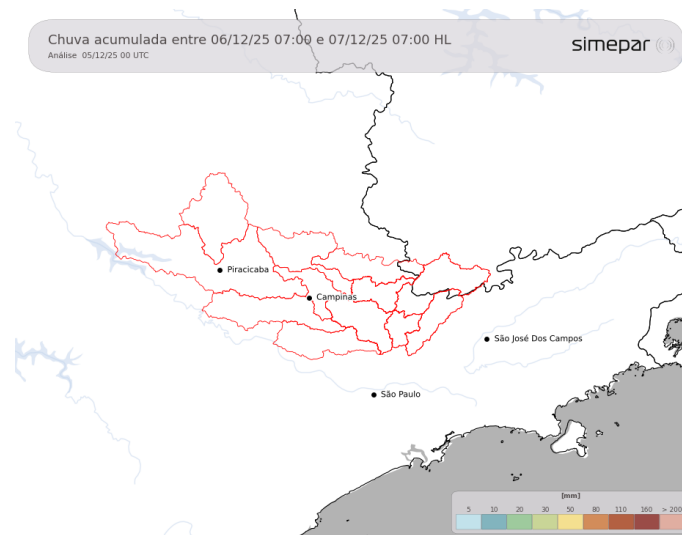 Chuva acumulada entre 06/12/25 07:00 e 07/12/25 07:00 HL
simepar
Análise 05/12/25 00 UTC
Piracicaba
Campinas
São José Dos Campos
São Paulo
[mm]
5 10 20 30 50 80 110 160 > 200